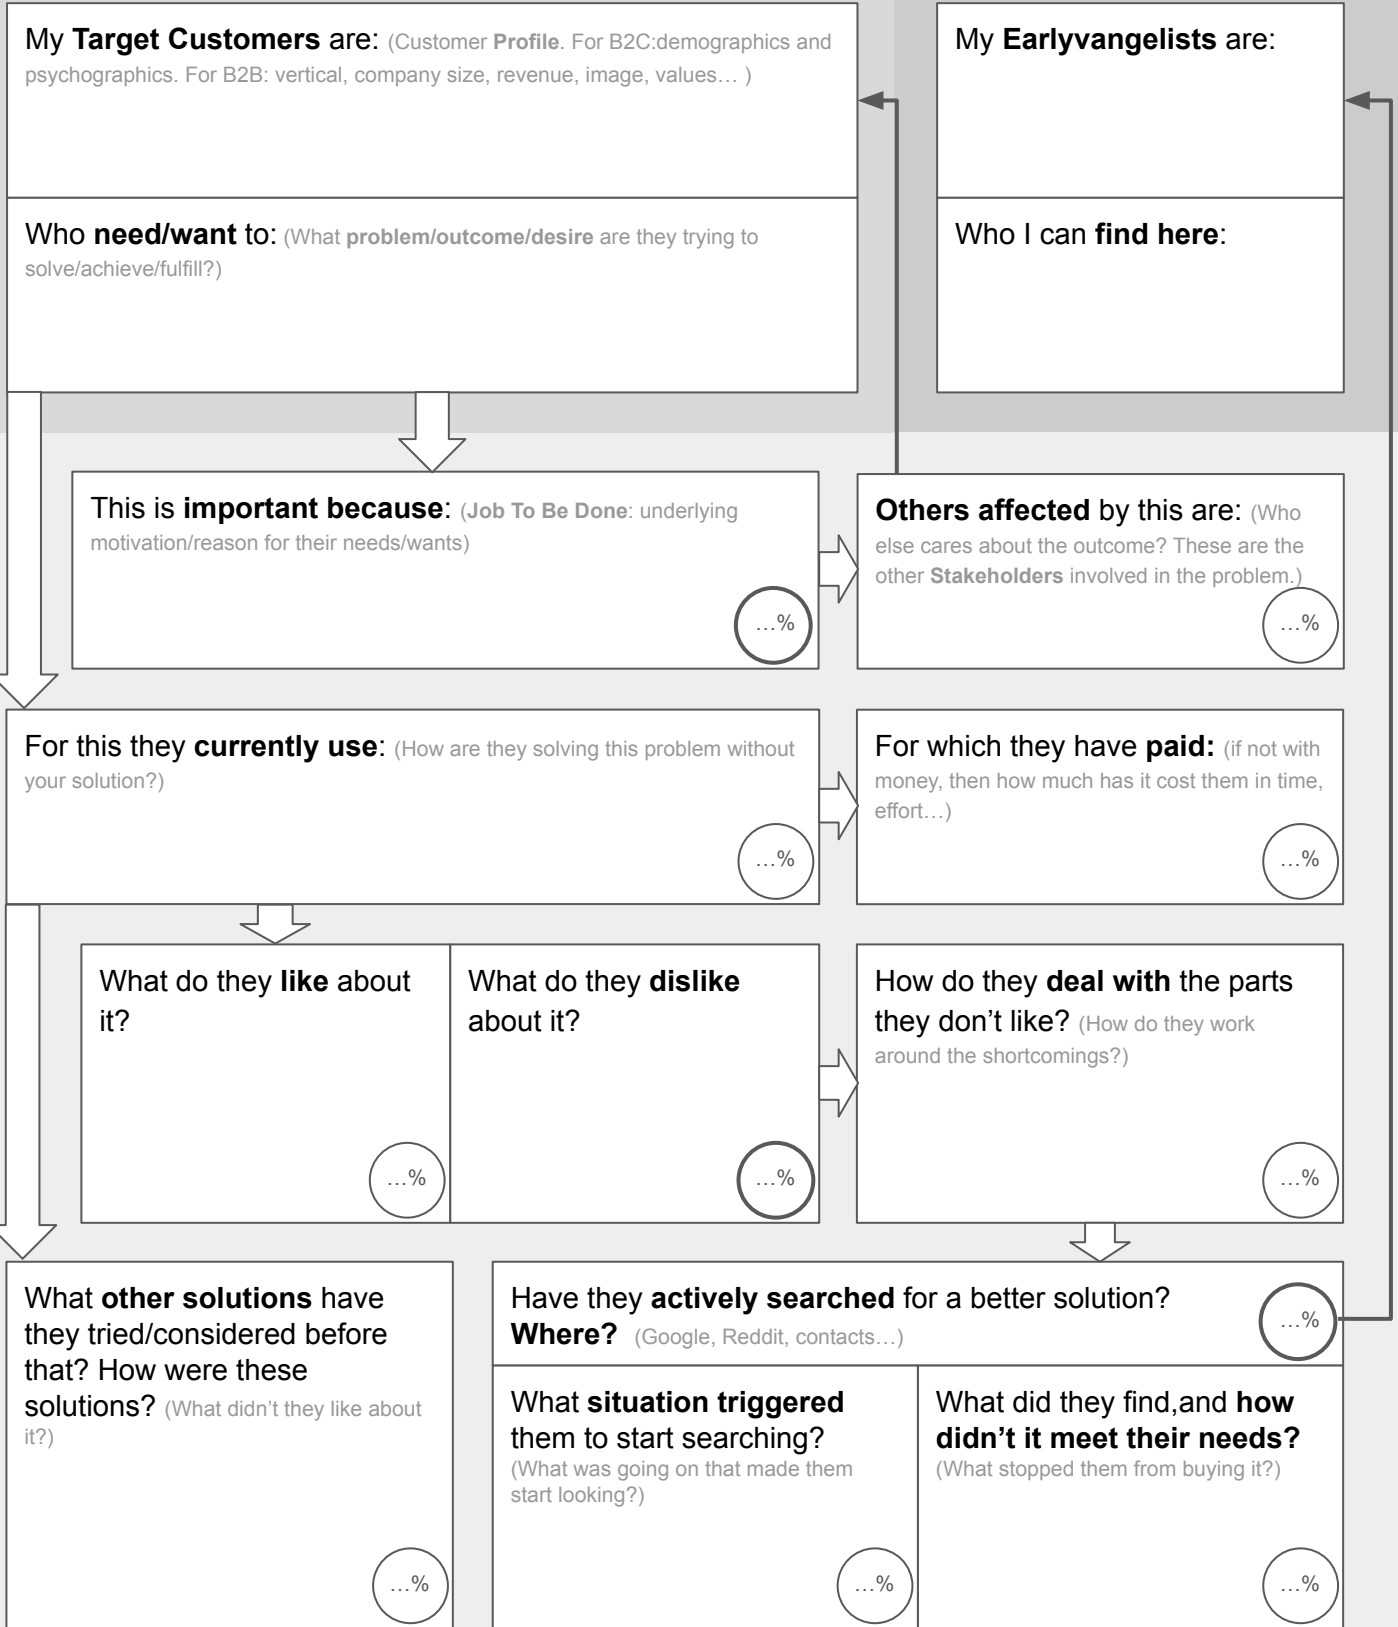 My Target Customers are: (Customer Profile. For B2C:demographics and
psychographics. For B2B: vertical, company size, revenue, image, values… )
My Earlyvangelists are:
Who need/want to: (What problem/outcome/desire are they trying to
solve/achieve/fulfill?)
Who I can find here:
This is important because: (Job To Be Done: underlying
motivation/reason for their needs/wants)
…%
Others affected by this are: (Who
else cares about the outcome? These are the
other Stakeholders involved in the problem.)
…%
For this they currently use: (How are they solving this problem without
your solution?)
…%
For which they have paid: (if not with
money, then how much has it cost them in time,
effort…)
…%
What do they like about
it?
…%
What do they dislike
about it?
…%
How do they deal with the parts
they don’t like? (How do they work
around the shortcomings?)
…%
What other solutions have
they tried/considered before
that? How were these
solutions? (What didn’t they like about
it?)
…%
Have they actively searched for a better solution?
Where? (Google, Reddit, contacts…)
…%
What situation triggered
them to start searching?
(What was going on that made them
start looking?)
…%
What did they find,and how
didn’t it meet their needs?
(What stopped them from buying it?)
…%